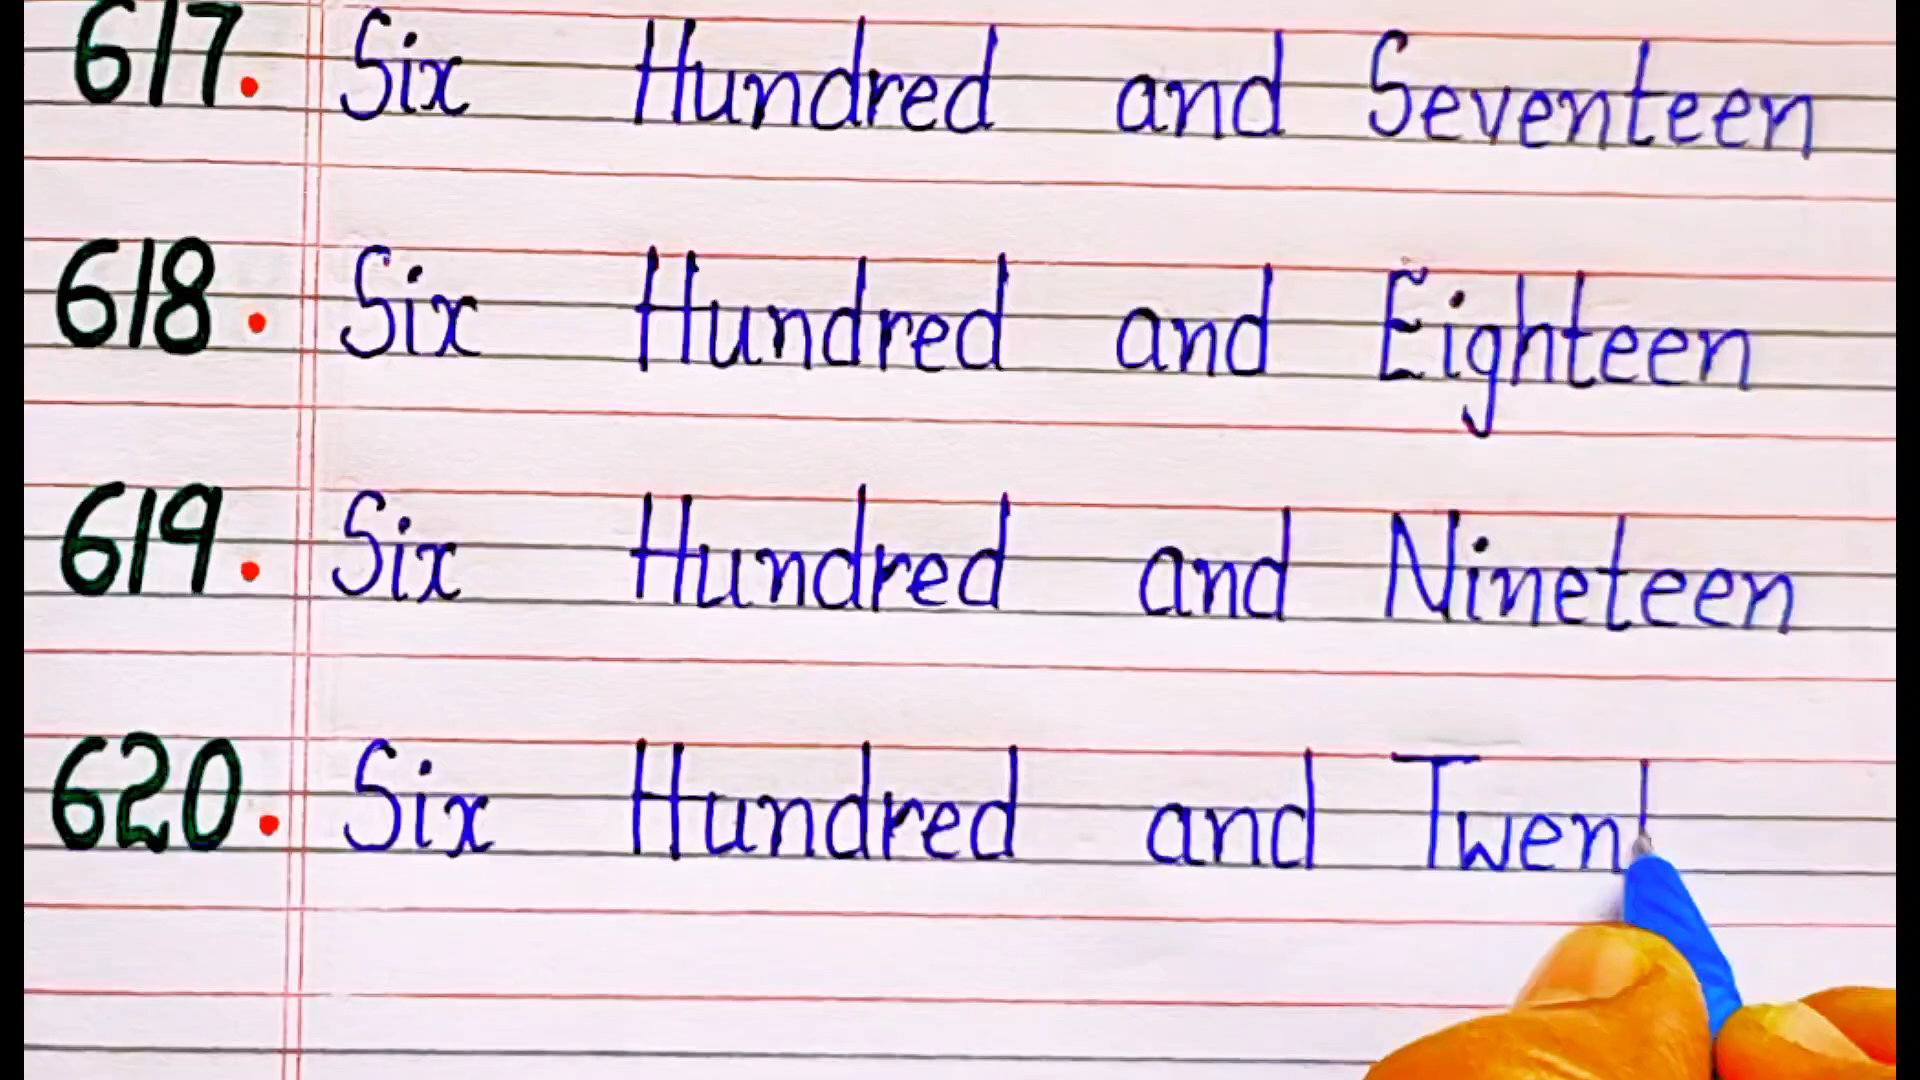 617. Six Hundred and Seventeen
618. Six Hundred and Eighteen
619. Six Hundred and Nineteen
620. Six Hundred and Twen